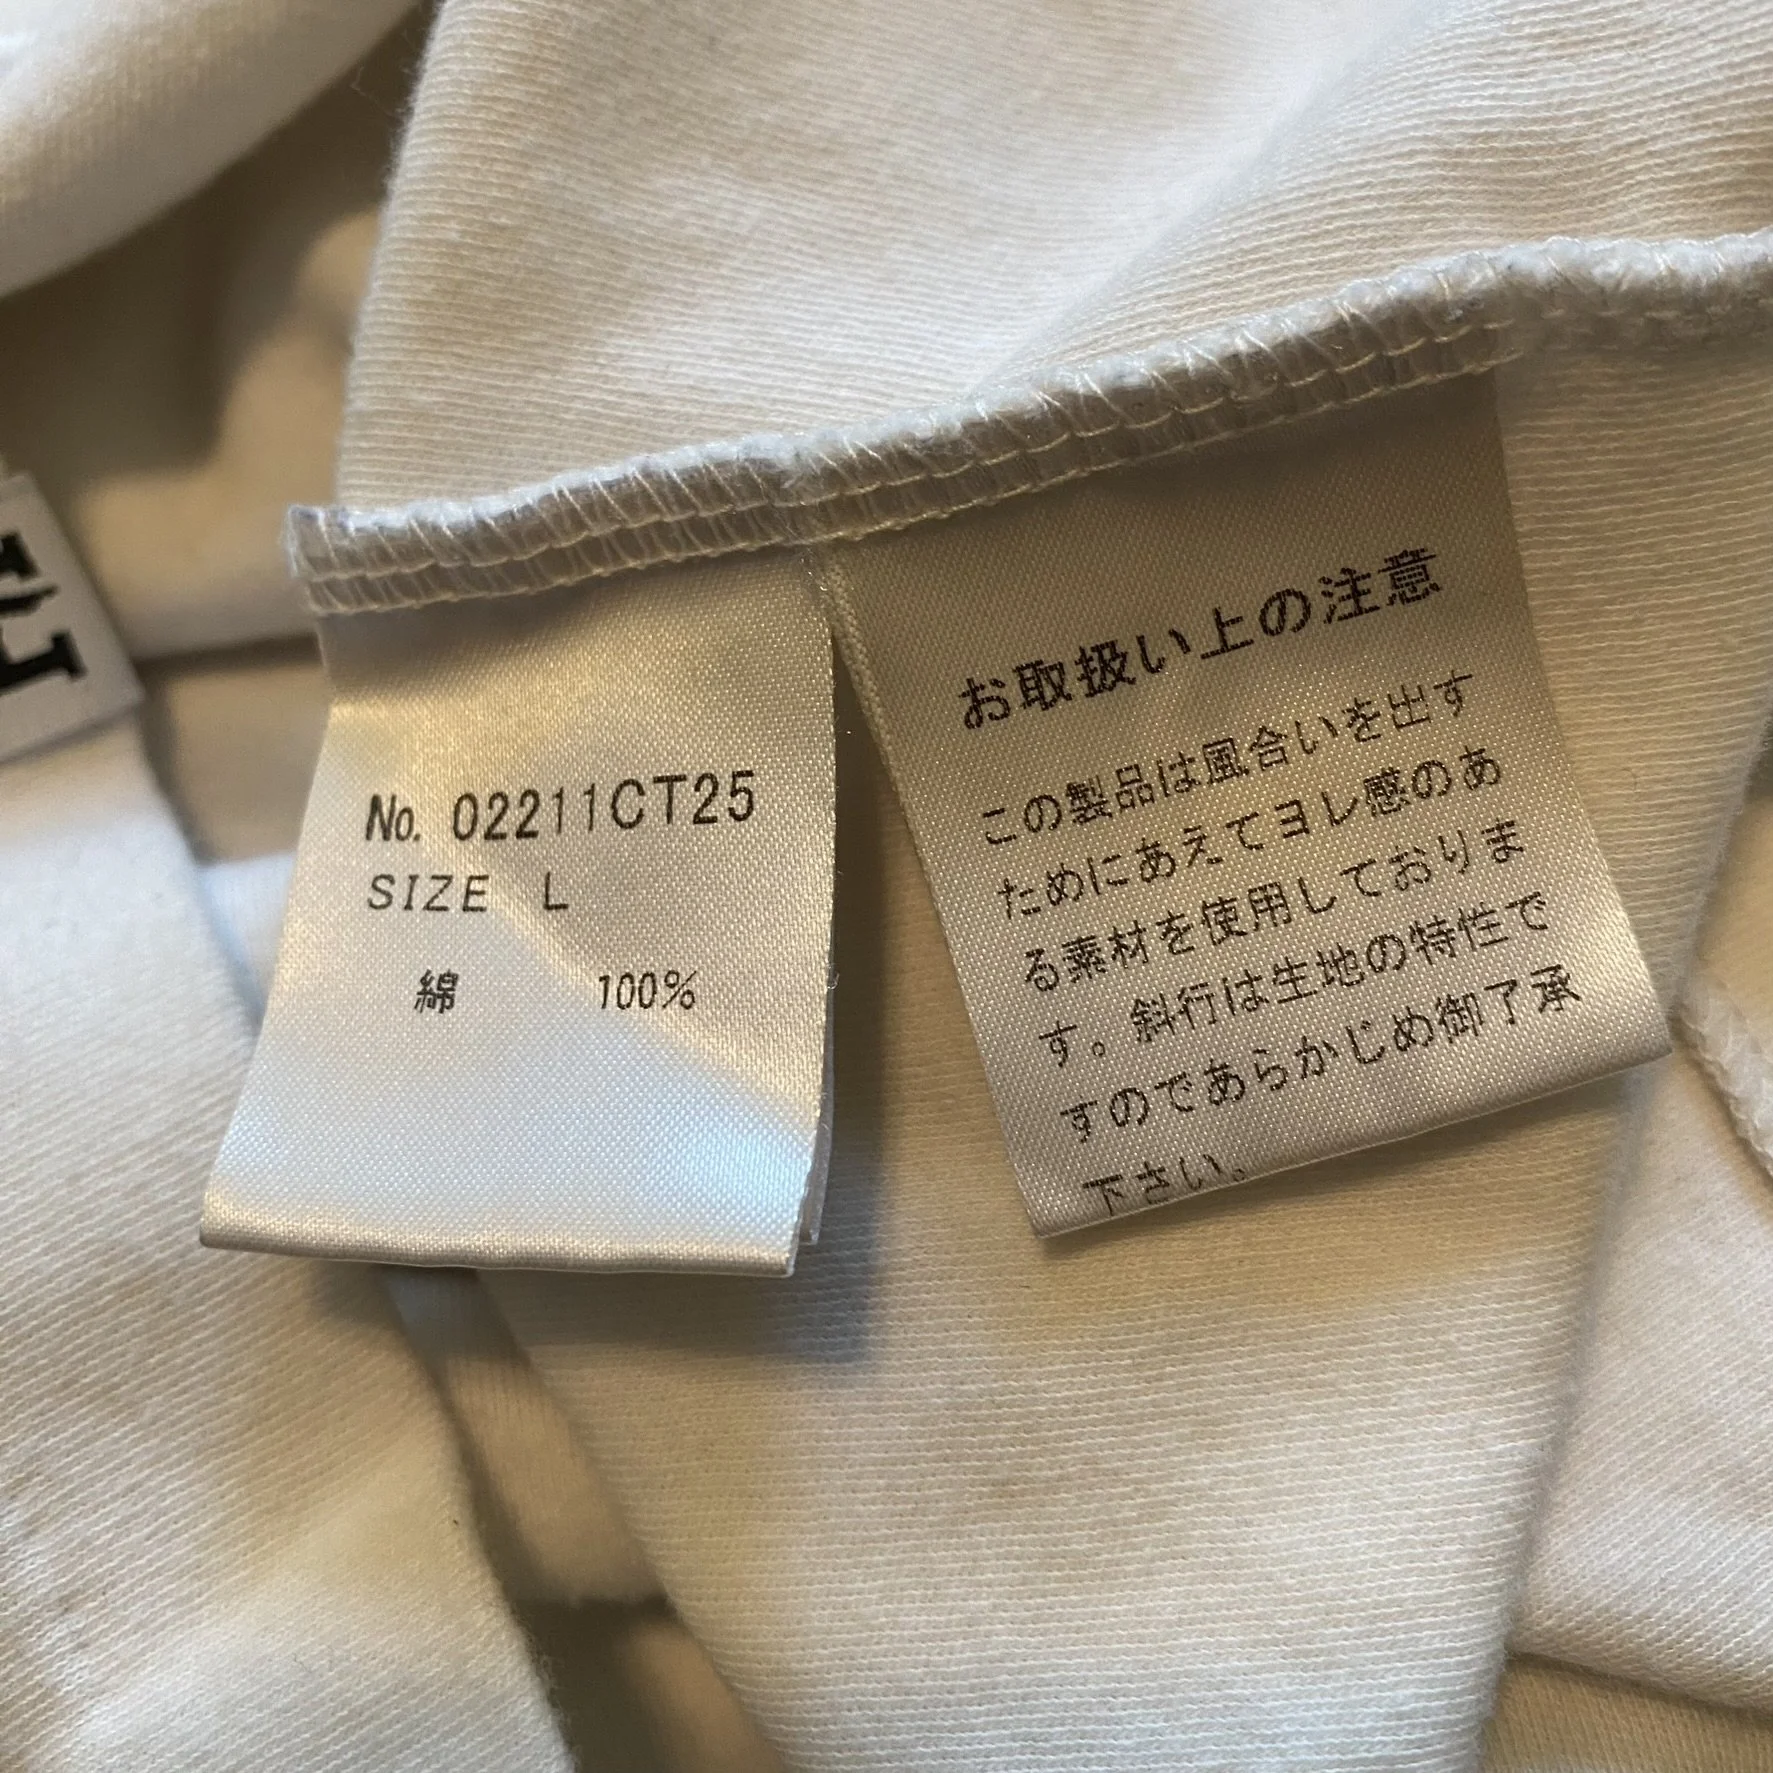 No. 02211CT25
SIZE L
綿 100%
お取扱い上の注意
この製品は風合いを出す
ためにあえてヨレ感のあ
る素材を使用しておりま
す。斜行は生地の特性で
すのであらかじめ御了承
下さい。